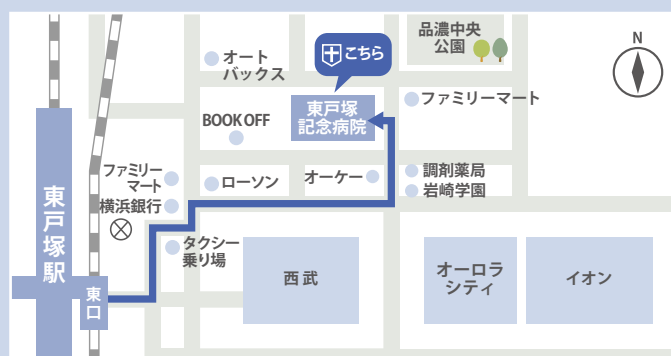 品濃中央
公園
N
こちら
オート
バックス
東戸塚
記念病院
ファミリーマート
BOOK OFF
ファミリー
マート
ローソン
オーケー
調剤薬局
岩崎学園
横浜銀行
東戸塚駅
タクシー
乗り場
西武
オーロラ
シティ
イオン
東口